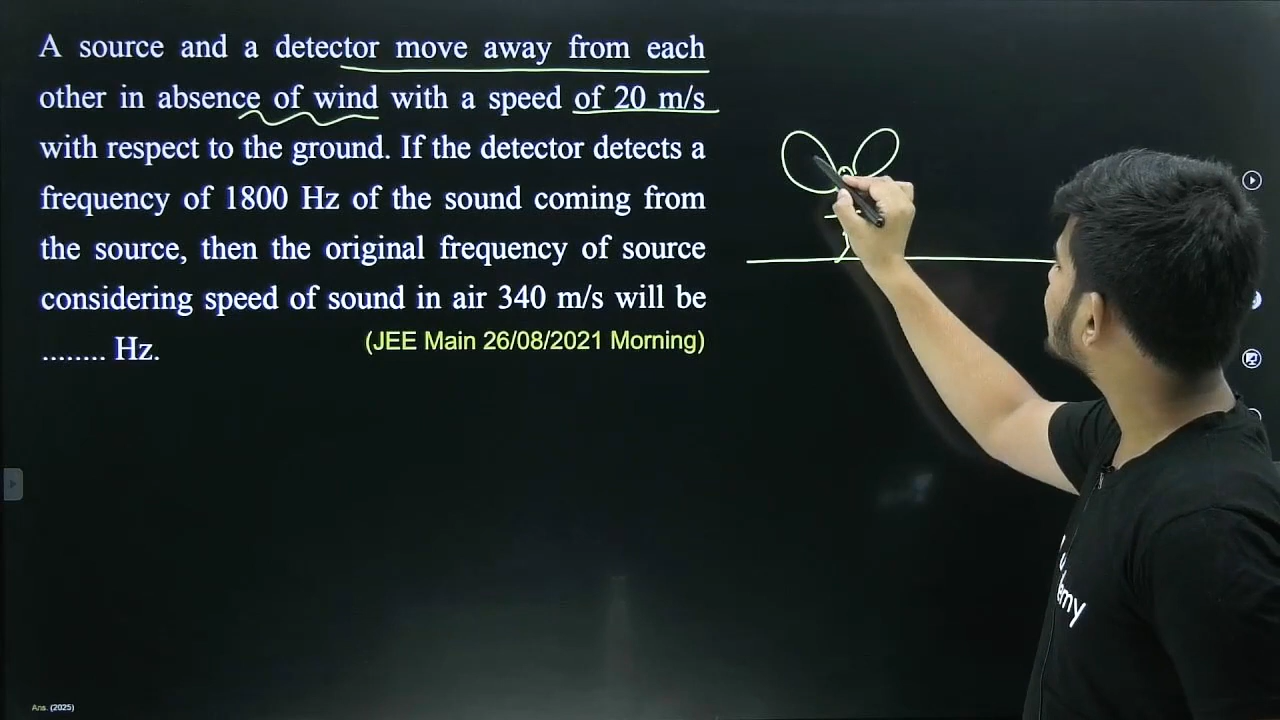 A source and a detector move away from each
other in absence of wind with a speed of 20 m/s
with respect to the ground. If the detector detects a
frequency of 1800 Hz of the sound coming from
the source, then the original frequency of source
considering speed of sound in air 340 m/s will be
........ Hz.
(JEE Main 26/08/2021 Morning)
Ans. (2025)